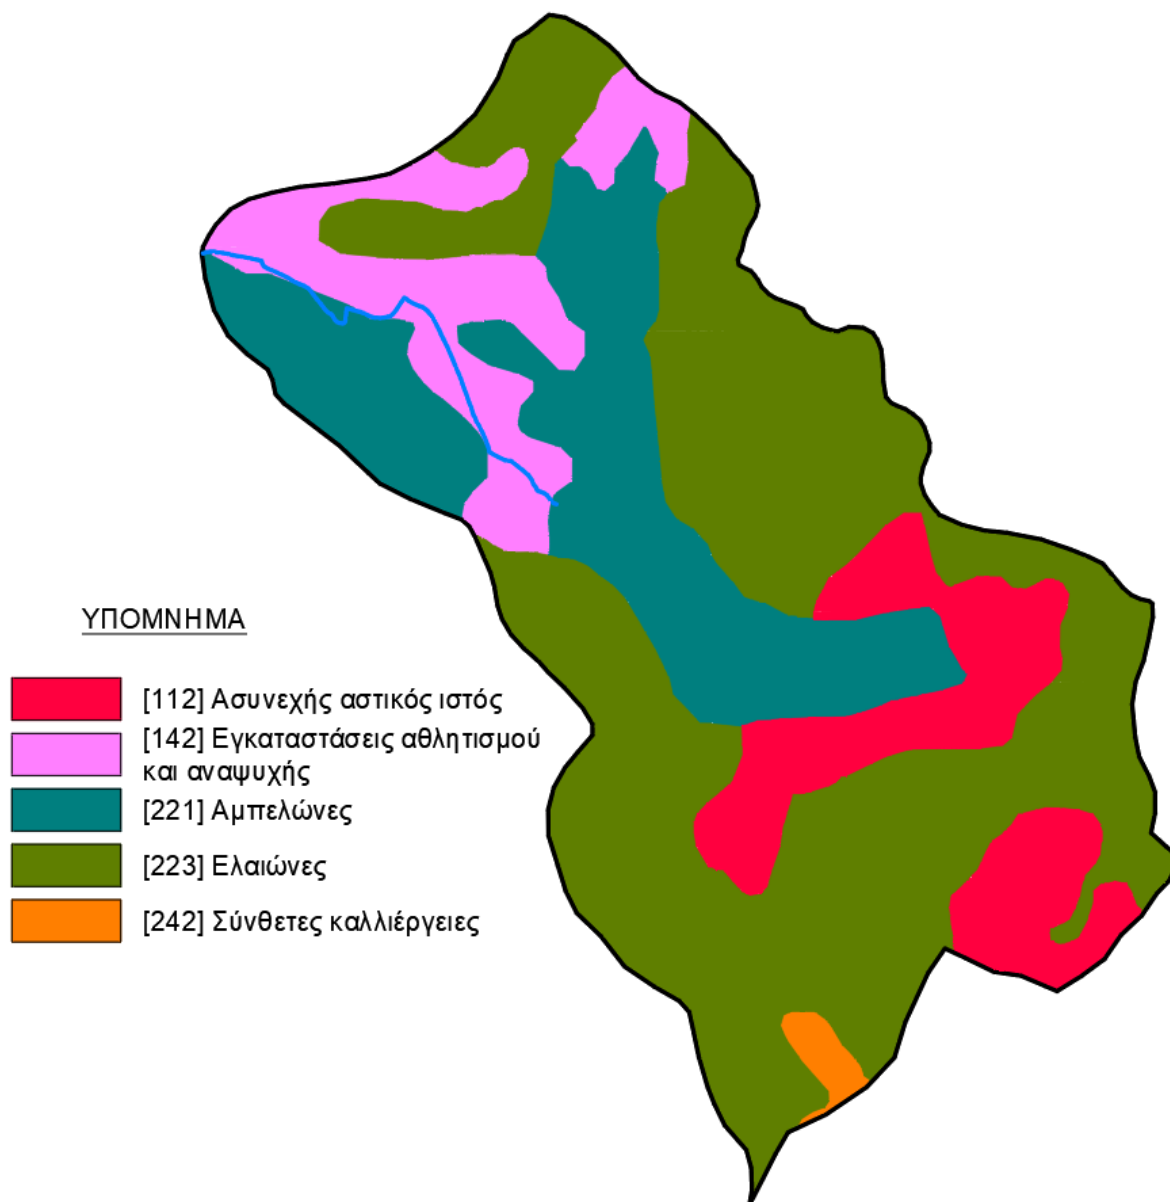 ΥΠΟΜΝΗΜΑ
[112] Ασυνεχής αστικός ιστός
[142] Εγκαταστάσεις αθλητισμού
και αναψυχής
[221] Αμπελώνες
[223] Ελαιώνες
[242] Σύνθετες καλλιέργειες